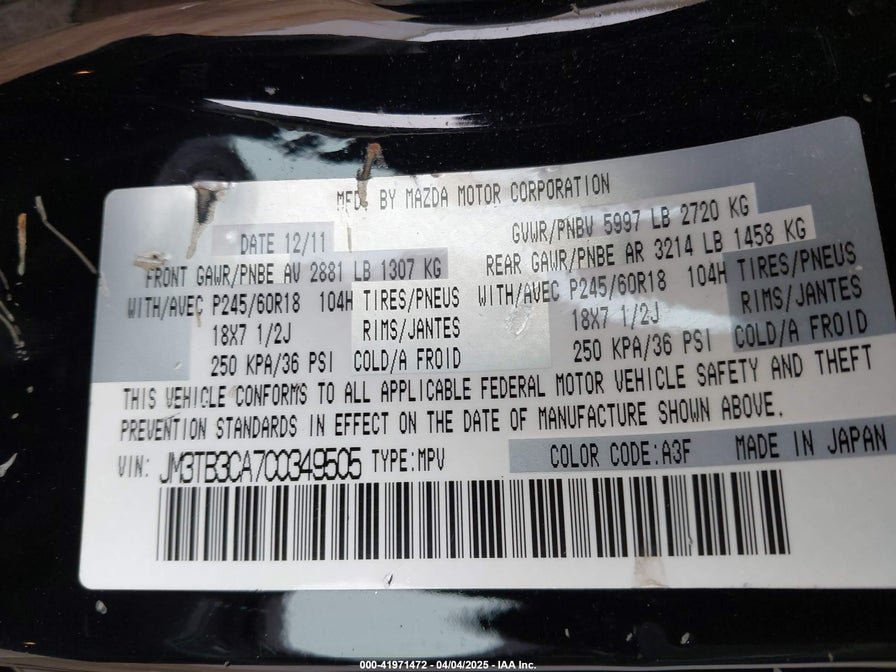 MFD. BY MAZDA MOTOR CORPORATION
DATE 12/11 GVWR/PNBV 5997 LB 2720 KG
FRONT GAWR/PNBE AV 2881 LB 1307 KG REAR GAWR/PNBE AR 3214 LB 1458 KG
WITH/AVEC P245/60R18 104H TIRES/PNEUS WITH/AVEC P245/60R18 104H TIRES/PNEUS
18X7 1/2J RIMS/JANTES 18X7 1/2J RIMS/JANTES
250 KPA/36 PSI COLD/A FROID 250 KPA/36 PSI COLD/A FROID
THIS VEHICLE CONFORMS TO ALL APPLICABLE FEDERAL MOTOR VEHICLE SAFETY AND THEFT
PREVENTION STANDARDS IN EFFECT ON THE DATE OF MANUFACTURE SHOWN ABOVE.
VIN: JM3TB3CA7C0349505 TYPE:MPV COLOR CODE:A3F MADE IN JAPAN
000-41971472 - 04/04/2025 - IAA Inc.